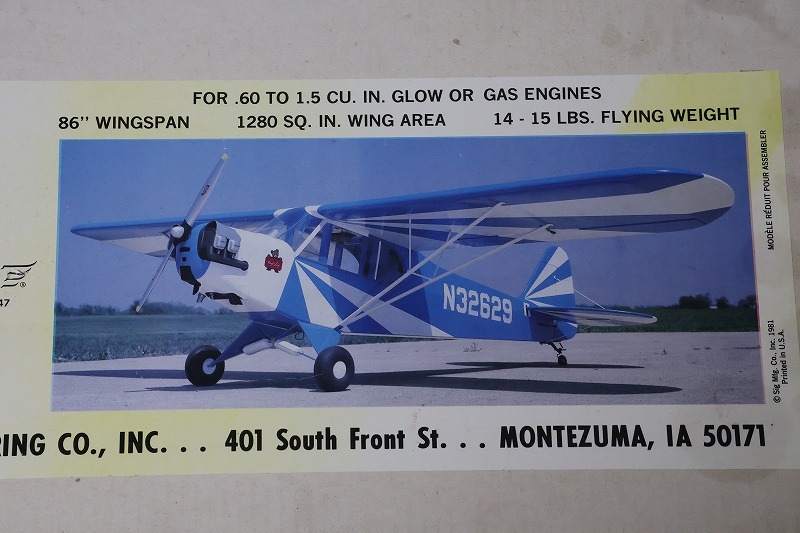 FOR .60 TO 1.5 CU. IN. GLOW OR GAS ENGINES
86" WINGSPAN 1280 SQ. IN. WING AREA 14 - 15 LBS. FLYING WEIGHT
N32629
MODÈLE RÉDUIT POUR ASSEMBLER
© Sig Mfg. Co., Inc. 1981
Printed in U.S.A.
®
47
RING CO., INC. . . 401 South Front St. . . MONTEZUMA, IA 50171